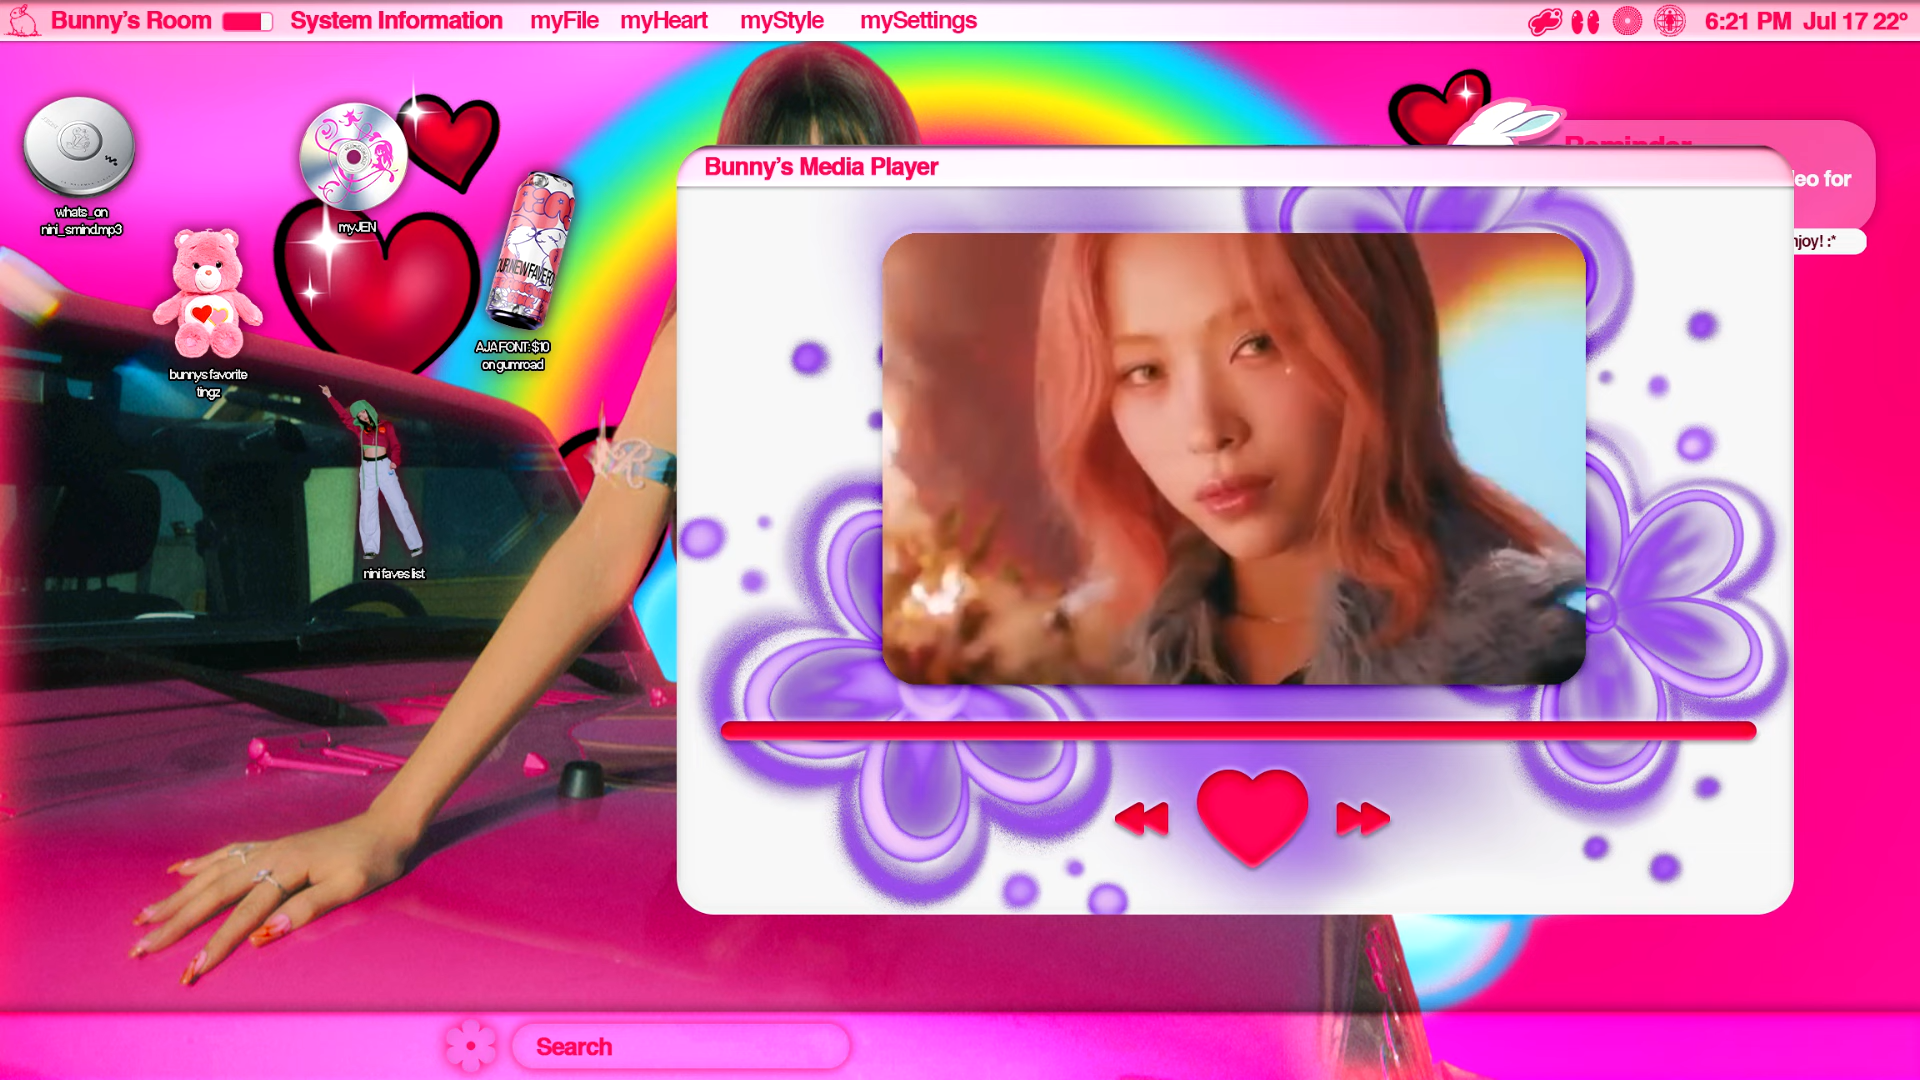 Bunny's Room
System Information
myFile
myHeart
myStyle
mySettings
6:21 PM Jul 17 22°
whats_on
nini_smind.mp3
myJEN
bunnys favorite
tingz
AJA FONT: $10
on gumroad
nini faves list
Bunny's Media Player
Reminder
eo for
njoy! :*
Search